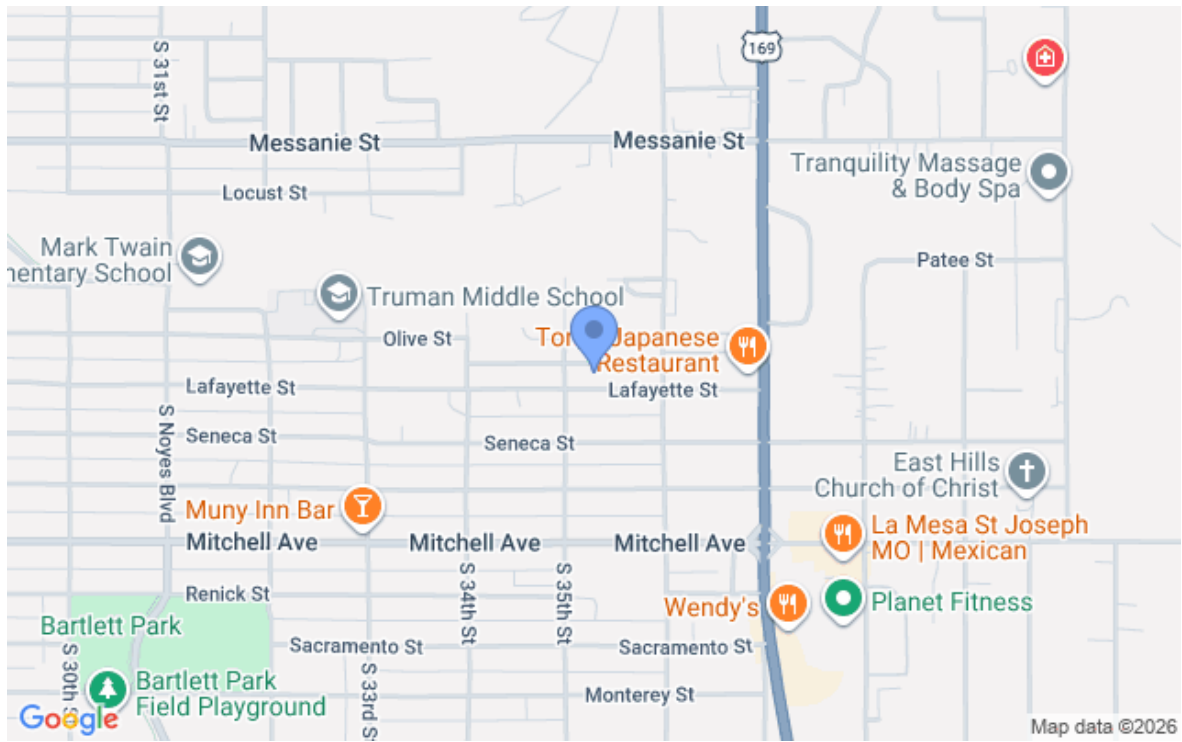 S 31st St
169
Messanie St
Messanie St
Tranquility Massage
& Body Spa
Locust St
Mark Twain
mentary School
Patee St
Truman Middle School
Olive St
Japanese
Restaurant
Lafayette St
Lafayette St
S Noyes Blvd
Seneca St
Seneca St
East Hills
Church of Christ
Muny Inn Bar
La Mesa St Joseph
MO | Mexican
Mitchell Ave
Mitchell Ave
Mitchell Ave
Renick St
S 34th St
S 35th St
Wendy's
Planet Fitness
Bartlett Park
Sacramento St
Sacramento St
S 30th S
S 33rd St
Bartlett Park
Field Playground
Monterey St
Google
Map data ©2026